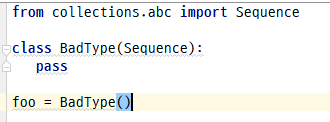 from collections.abc import Sequence
class BadType(Sequence):
    pass
foo = BadType()